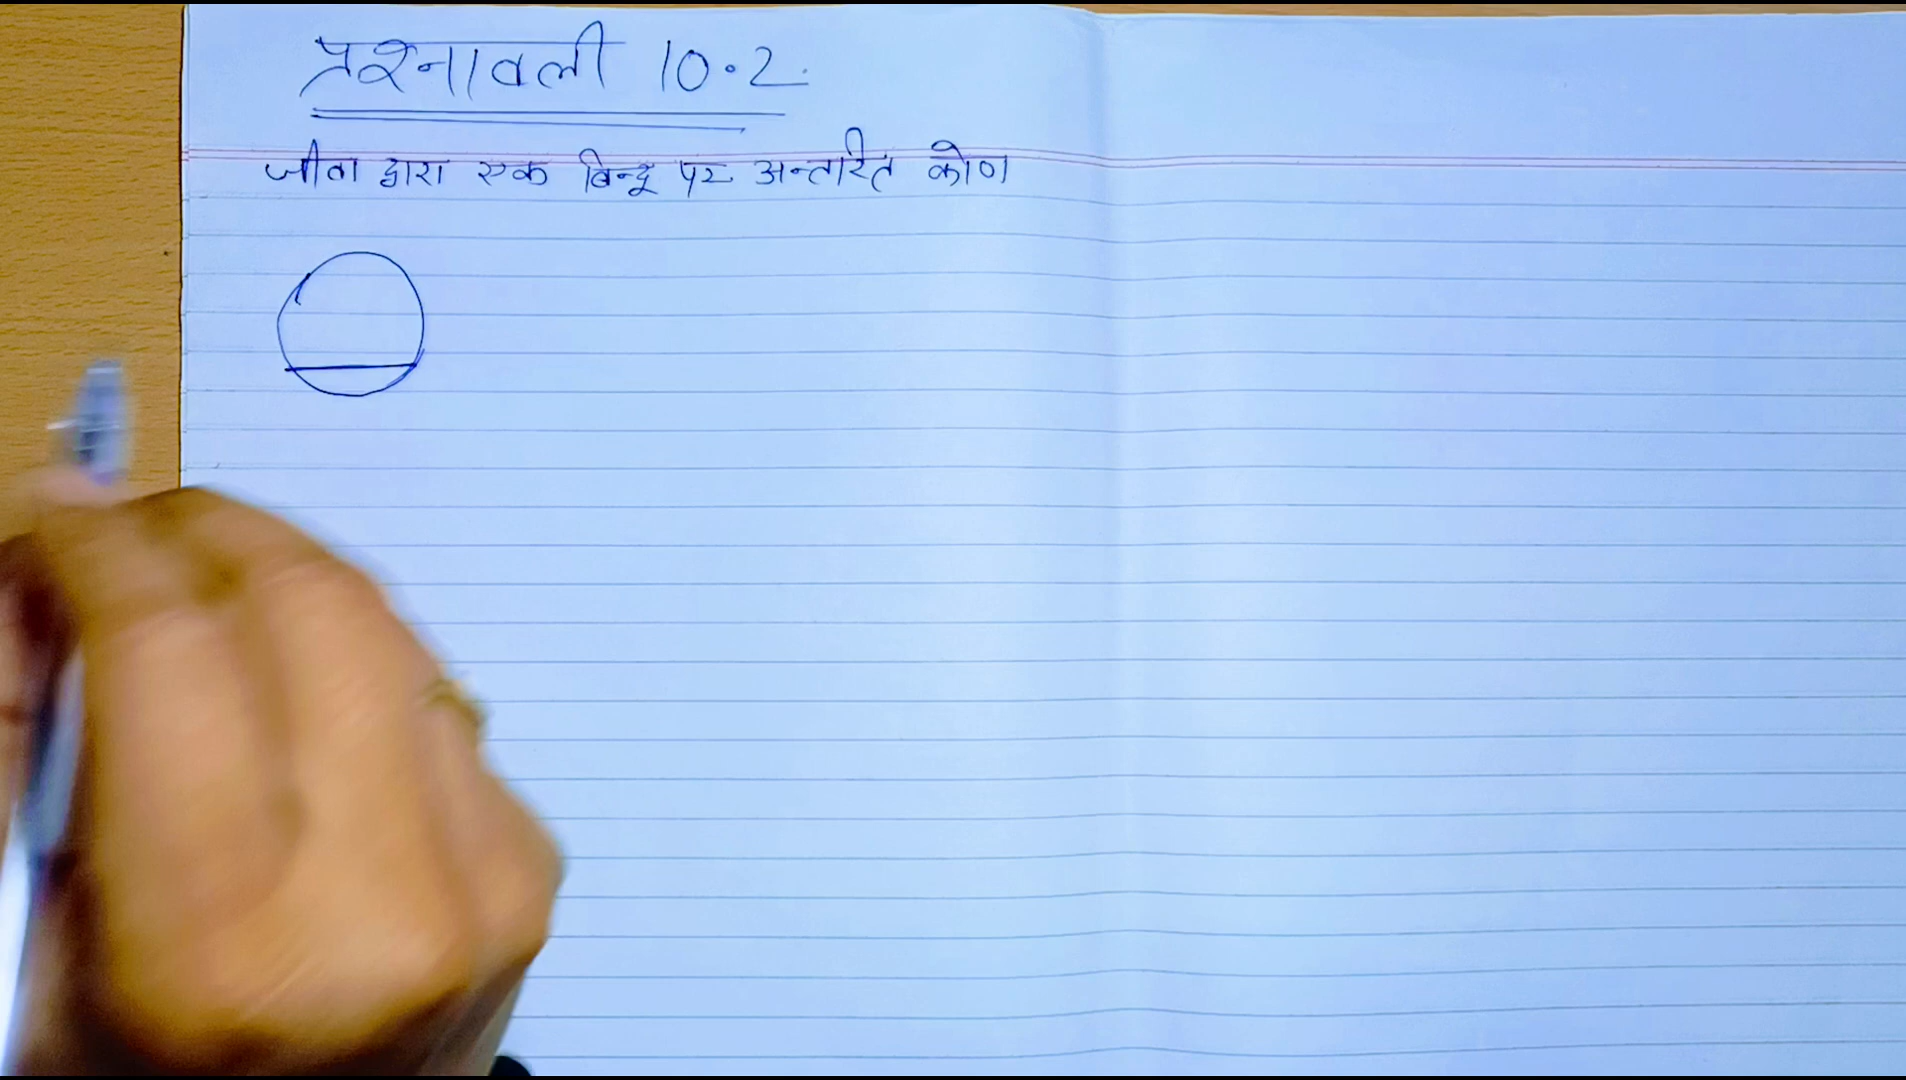 प्रश्नावली 10.2
जीवा द्वारा एक बिन्दू पर अन्तरित कोण